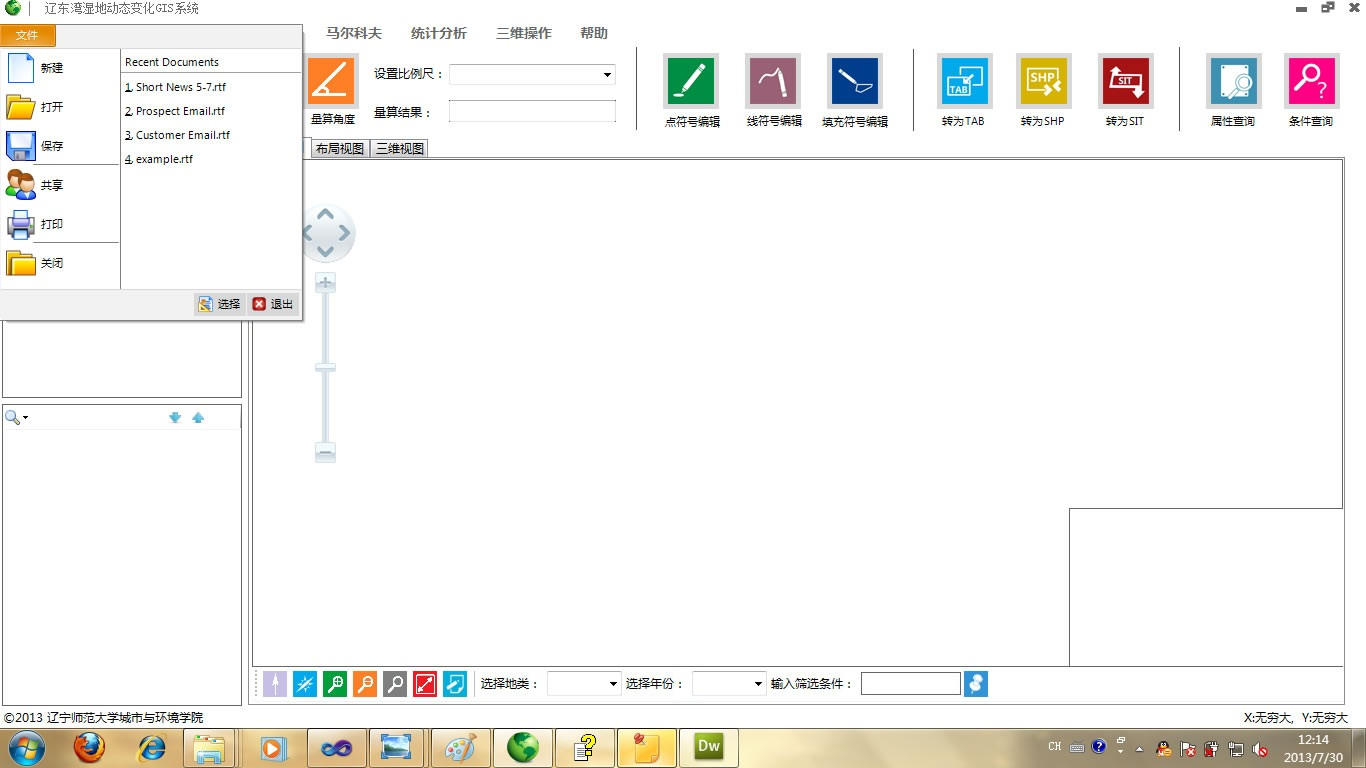 辽东湾湿地动态变化GIS系统
文件
马尔科夫
统计分析
三维操作
帮助
新建
打开
保存
共享
打印
关闭
Recent Documents
1. Short News 5-7.rtf
2. Prospect Email.rtf
3. Customer Email.rtf
4. example.rtf
选择
退出
量算角度
设置比例尺：
量算结果：
点符号编辑
线符号编辑
填充符号编辑
TAB
转为TAB
SHP
转为SHP
SIT
转为SIT
属性查询
条件查询
布局视图
三维视图
选择地类：
选择年份：
输入筛选条件：
©2013 辽宁师范大学城市与环境学院
X:无穷大, Y:无穷大
Dw
CH
12:14
2013/7/30